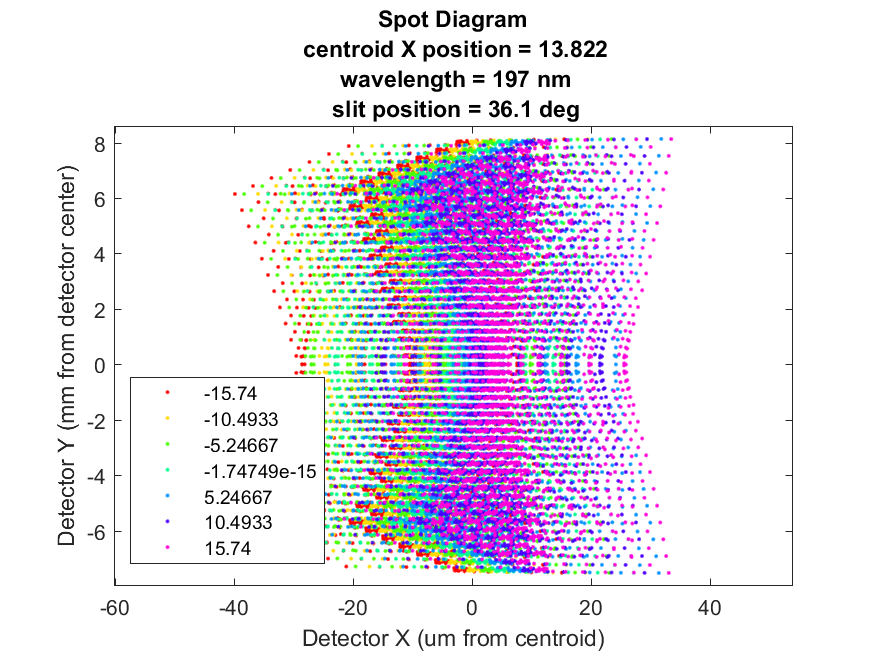 Spot Diagram
centroid X position = 13.822
wavelength = 197 nm
slit position = 36.1 deg
8
6
4
2
0
-2
-4
-6
Detector Y (mm from detector center)
-15.74
-10.4933
-5.24667
-1.74749e-15
5.24667
10.4933
15.74
-60 -40 -20 0 20 40
Detector X (um from centroid)